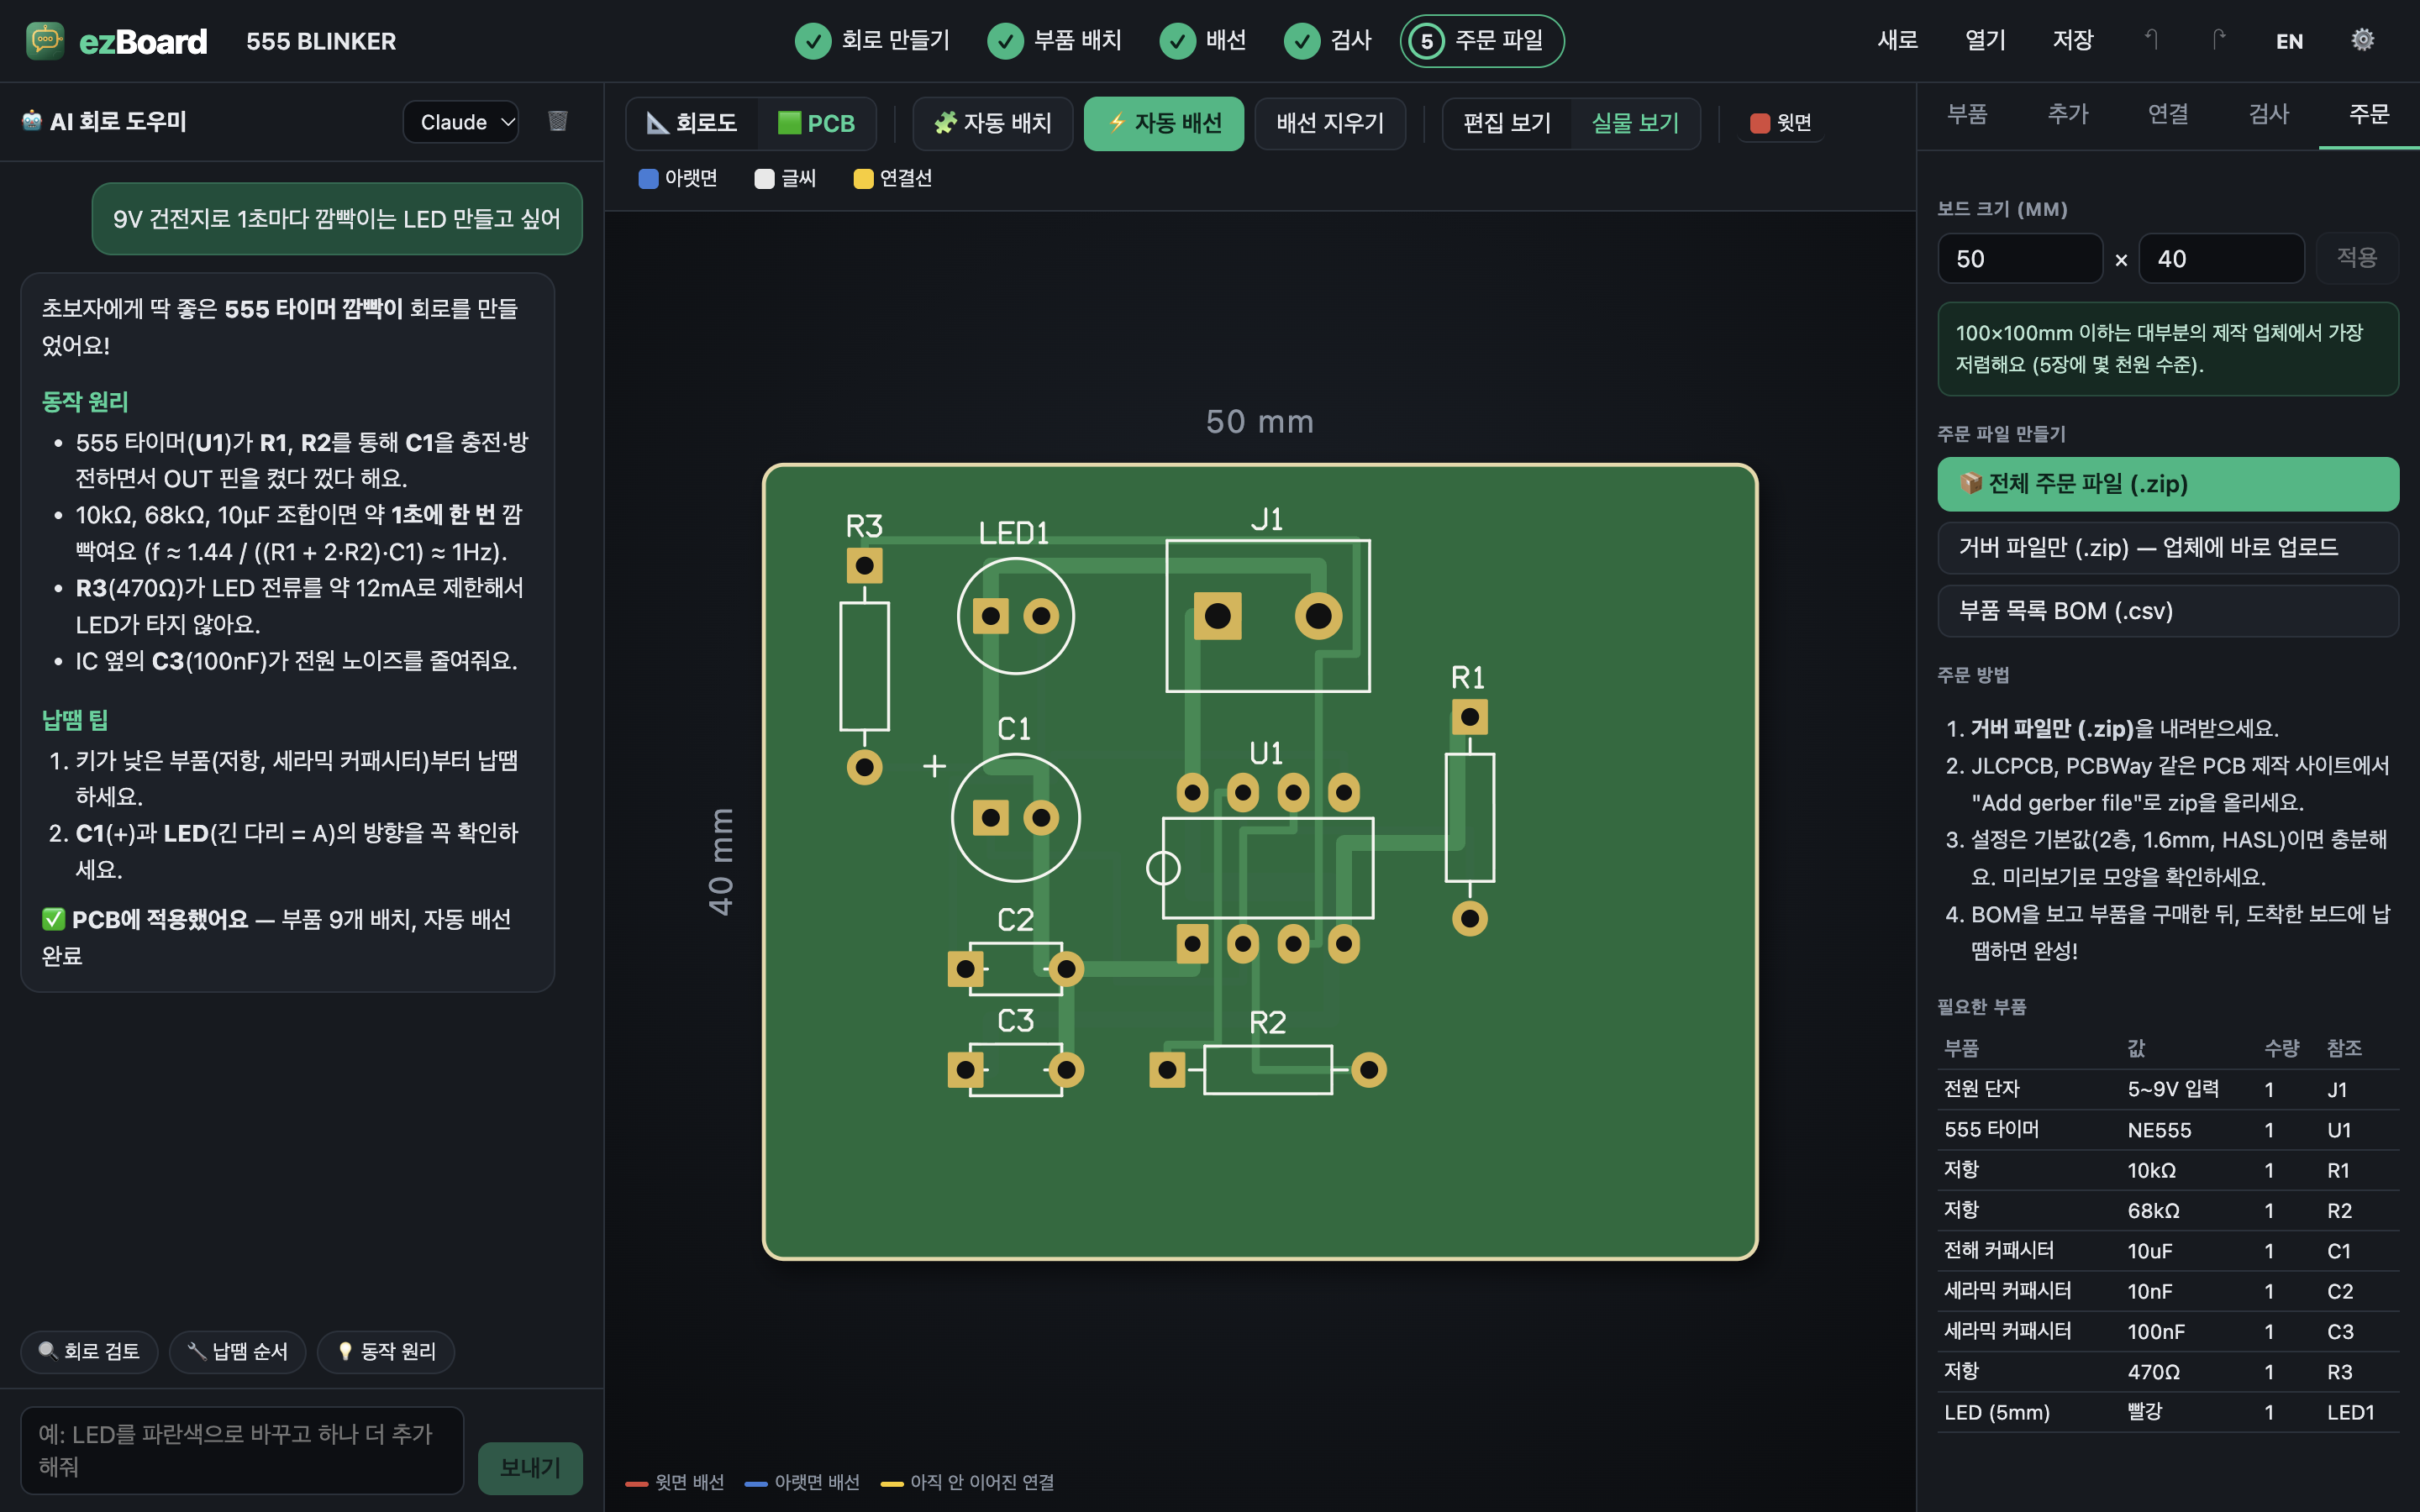 ezBoard
555 BLINKER
회로 만들기
부품 배치
배선
검사
5 주문 파일
새로
열기
저장
EN
AI 회로 도우미
Claude
9V 건전지로 1초마다 깜빡이는 LED 만들고 싶어
초보자에게 딱 좋은 555 타이머 깜빡이 회로를 만들
었어요!
동작 원리
• 555 타이머(U1)가 R1, R2를 통해 C1을 충전·방
전하면서 OUT 핀을 켰다 껐다 해요.
• 10kΩ, 68kΩ, 10µF 조합이면 약 1초에 한 번 깜
빡여요 (f ≈ 1.44 / ((R1 + 2·R2)·C1) ≈ 1Hz).
• R3(470Ω)가 LED 전류를 약 12mA로 제한해서
LED가 타지 않아요.
• IC 옆의 C3(100nF)가 전원 노이즈를 줄여줘요.
납땜 팁
1. 키가 낮은 부품(저항, 세라믹 커패시터)부터 납땜
하세요.
2. C1(+)과 LED(긴 다리 = A)의 방향을 꼭 확인하
세요.
✅ PCB에 적용했어요 — 부품 9개 배치, 자동 배선
완료
회로 검토
납땜 순서
동작 원리
예: LED를 파란색으로 바꾸고 하나 더 추가
해줘
보내기
회로도
PCB
자동 배치
자동 배선
배선 지우기
편집 보기
실물 보기
윗면
아랫면
글씨
연결선
50 mm
40 mm
R3
LED1
J1
R1
C1
+
U1
C2
C3
R2
윗면 배선
아랫면 배선
아직 안 이어진 연결
부품
추가
연결
검사
주문
보드 크기 (MM)
50 × 40 적용
100×100mm 이하는 대부분의 제작 업체에서 가장
저렴해요 (5장에 몇 천원 수준).
주문 파일 만들기
전체 주문 파일 (.zip)
거버 파일만 (.zip) — 업체에 바로 업로드
부품 목록 BOM (.csv)
주문 방법
1. 거버 파일만 (.zip)을 내려받으세요.
2. JLCPCB, PCBWay 같은 PCB 제작 사이트에서
"Add gerber file"로 zip을 올리세요.
3. 설정은 기본값(2층, 1.6mm, HASL)이면 충분해
요. 미리보기로 모양을 확인하세요.
4. BOM을 보고 부품을 구매한 뒤, 도착한 보드에 납
땜하면 완성!
필요한 부품
부품 값 수량 참조
전원 단자 5~9V 입력 1 J1
555 타이머 NE555 1 U1
저항 10kΩ 1 R1
저항 68kΩ 1 R2
전해 커패시터 10uF 1 C1
세라믹 커패시터 10nF 1 C2
세라믹 커패시터 100nF 1 C3
저항 470Ω 1 R3
LED (5mm) 빨강 1 LED1